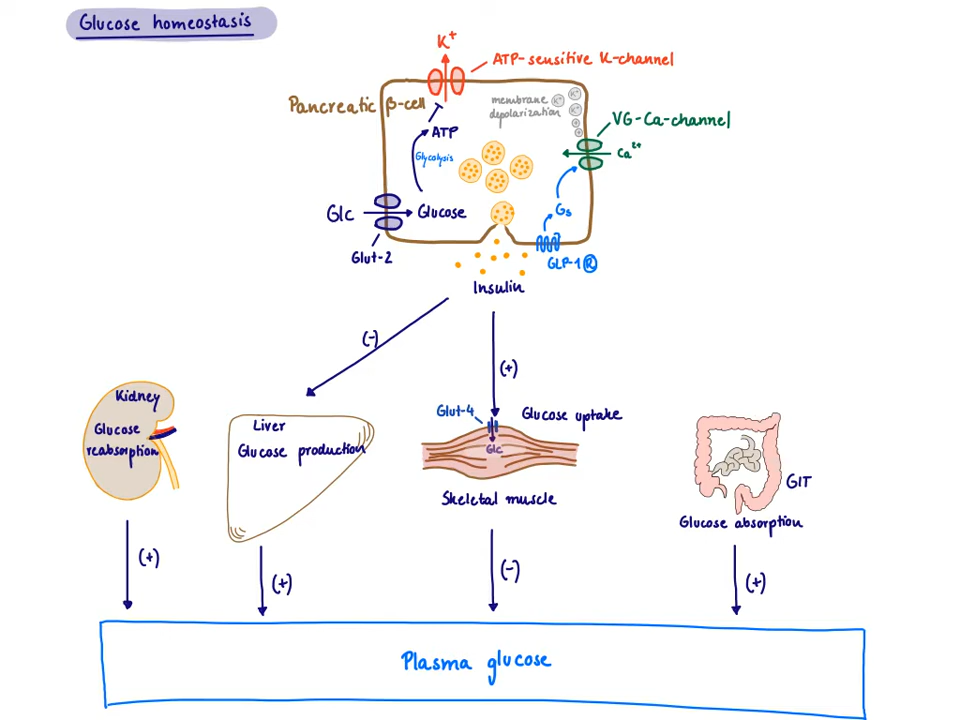 Glucose homeostasis
K⁺
ATP-sensitive K-channel
Pancreatic β-cell
membrane
depolarization
K⁺
K⁺
VG-Ca-channel
ATP
Ca²⁺
Glycolysis
Glc
Glucose
Gs
Glut-2
GLP-1 R
Insulin
(-)
(+)
Kidney
Glucose
reabsorption
Liver
Glucose production
Glut-4
Glucose uptake
Glc
Skeletal muscle
GIT
Glucose absorption
(+)
(+)
(-)
(+)
Plasma glucose